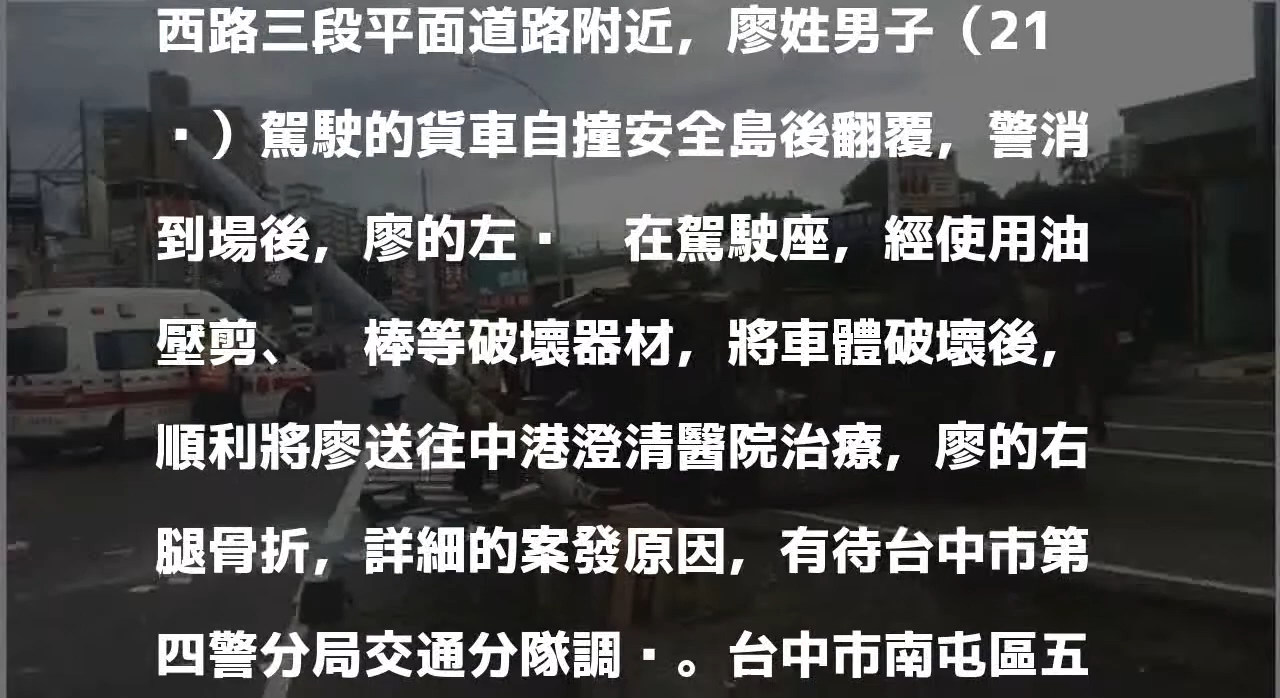 西路三段平面道路附近，廖姓男子（21
▪）駕駛的貨車自撞安全島後翻覆，警消
到場後，廖的左▪　在駕駛座，經使用油
壓剪、　棒等破壞器材，將車體破壞後，
順利將廖送往中港澄清醫院治療，廖的右
腿骨折，詳細的案發原因，有待台中市第
四警分局交通分隊調▪。台中市南屯區五